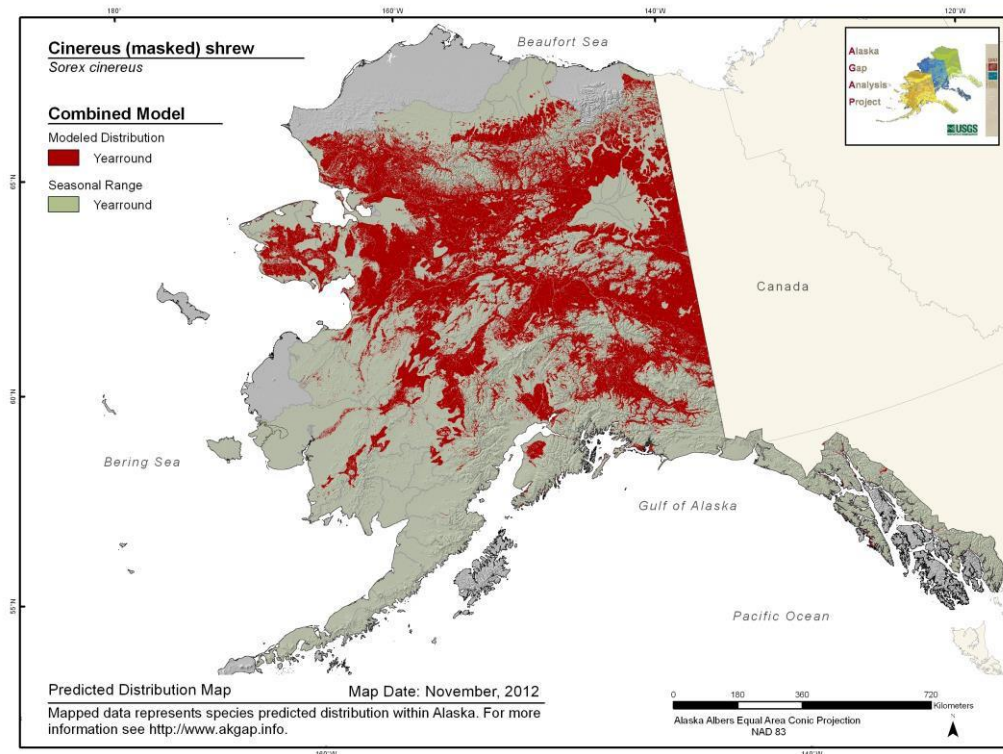 180°
160°W
140°W
120°W
Cinereus (masked) shrew
Sorex cinereus
Combined Model
Modeled Distribution
Yearround
Seasonal Range
Yearround
Beaufort Sea
Alaska
Gap
Analysis
Project
USGS
65°N
Canada
60°N
Bering Sea
Gulf of Alaska
55°N
Pacific Ocean
Predicted Distribution Map
Map Date: November, 2012
Mapped data represents species predicted distribution within Alaska. For more
information see http://www.akgap.info.
0 180 360 720
Kilometers
Alaska Albers Equal Area Conic Projection
NAD 83
N
160°W
140°W